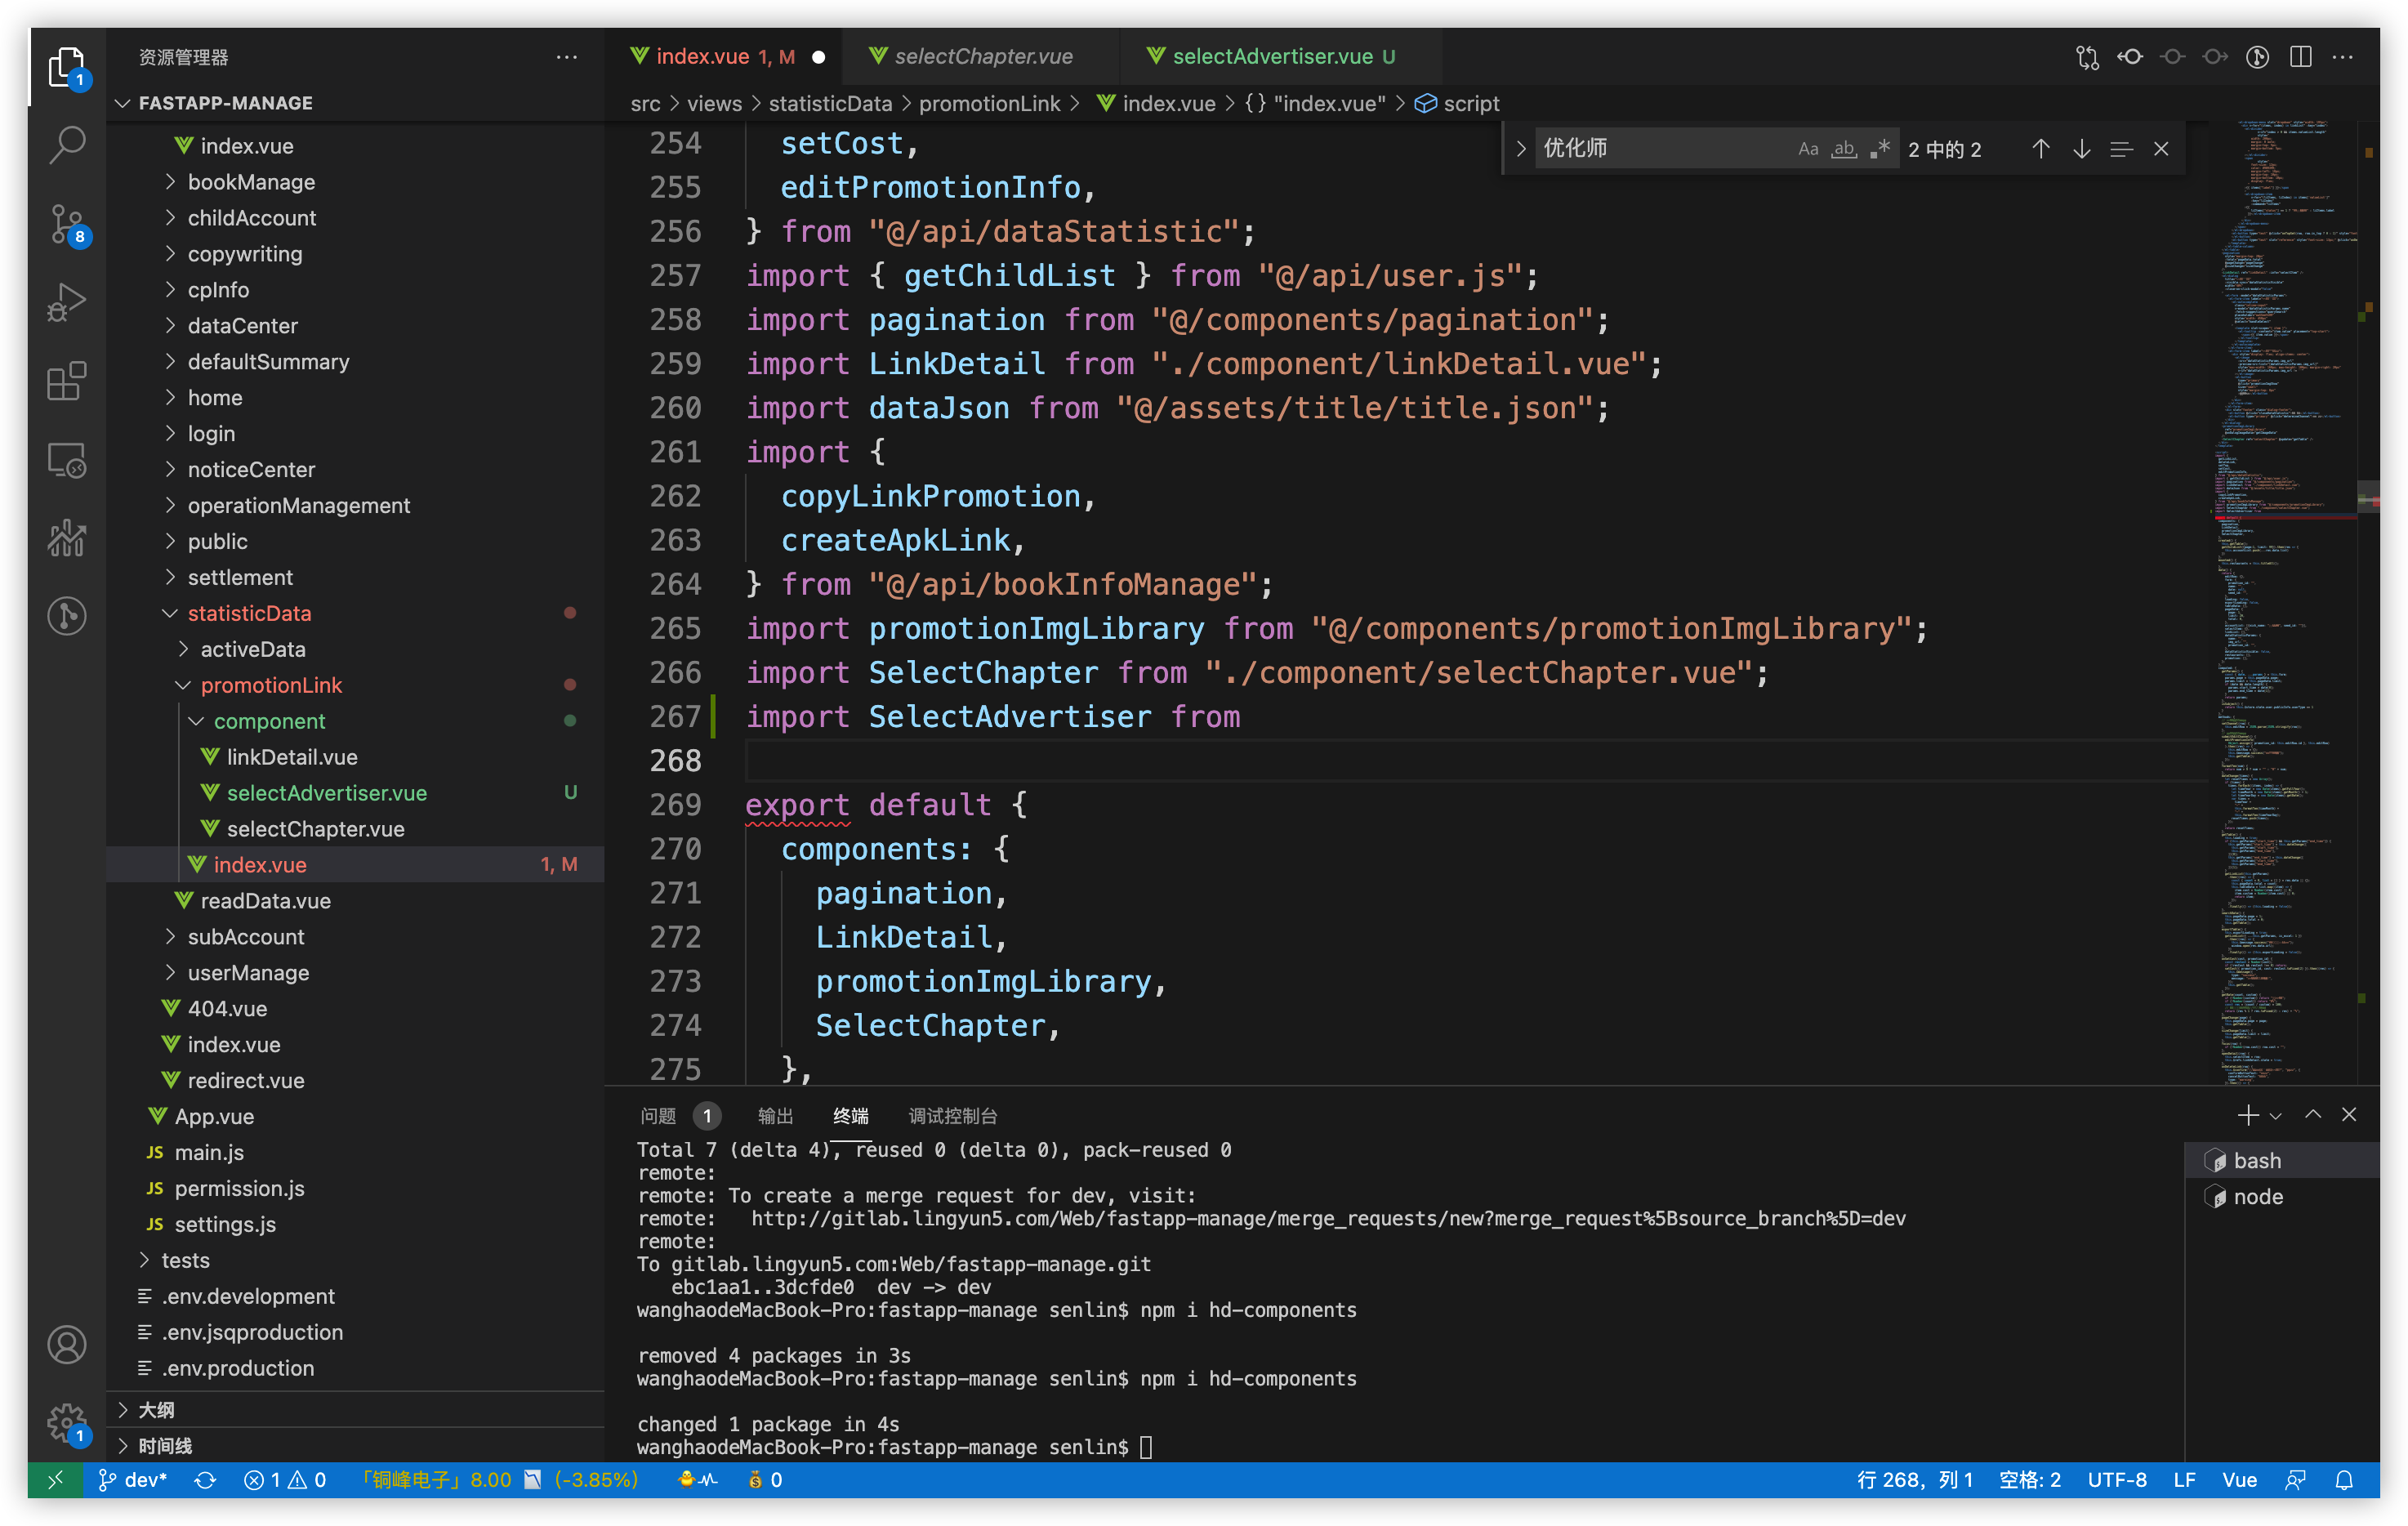 资源管理器
FASTAPP-MANAGE
index.vue
bookManage
childAccount
copywriting
cpInfo
dataCenter
defaultSummary
home
login
noticeCenter
operationManagement
public
settlement
statisticData
activeData
promotionLink
component
linkDetail.vue
selectAdvertiser.vue U
selectChapter.vue
index.vue 1, M
readData.vue
subAccount
userManage
404.vue
index.vue
redirect.vue
App.vue
JS main.js
JS permission.js
JS settings.js
tests
.env.development
.env.jsqproduction
.env.production
大纲
时间线
1
8
1
index.vue 1, M
selectChapter.vue
selectAdvertiser.vue U
src > views > statisticData > promotionLink > index.vue > {} "index.vue" > script
优化师 Aa ab .* 2 中的 2
254 setCost,
255 editPromotionInfo,
256 } from "@/api/dataStatistic";
257 import { getChildList } from "@/api/user.js";
258 import pagination from "@/components/pagination";
259 import LinkDetail from "./component/linkDetail.vue";
260 import dataJson from "@/assets/title/title.json";
261 import {
262 copyLinkPromotion,
263 createApkLink,
264 } from "@/api/bookInfoManage";
265 import promotionImgLibrary from "@/components/promotionImgLibrary";
266 import SelectChapter from "./component/selectChapter.vue";
267 import SelectAdvertiser from
268
269 export default {
270 components: {
271 pagination,
272 LinkDetail,
273 promotionImgLibrary,
274 SelectChapter,
275 },
问题 1 输出 终端 调试控制台
Total 7 (delta 4), reused 0 (delta 0), pack-reused 0
remote:
remote: To create a merge request for dev, visit:
remote:   http://gitlab.lingyun5.com/Web/fastapp-manage/merge_requests/new?merge_request%5Bsource_branch%5D=dev
remote:
To gitlab.lingyun5.com:Web/fastapp-manage.git
ebc1aa1..3dcfde0  dev -> dev
wanghaodeMacBook-Pro:fastapp-manage senlin$ npm i hd-components
removed 4 packages in 3s
wanghaodeMacBook-Pro:fastapp-manage senlin$ npm i hd-components
changed 1 package in 4s
wanghaodeMacBook-Pro:fastapp-manage senlin$
bash
node
dev* 1 0 「铜峰电子」8.00 (-3.85%) 0 行 268，列 1 空格: 2 UTF-8 LF Vue